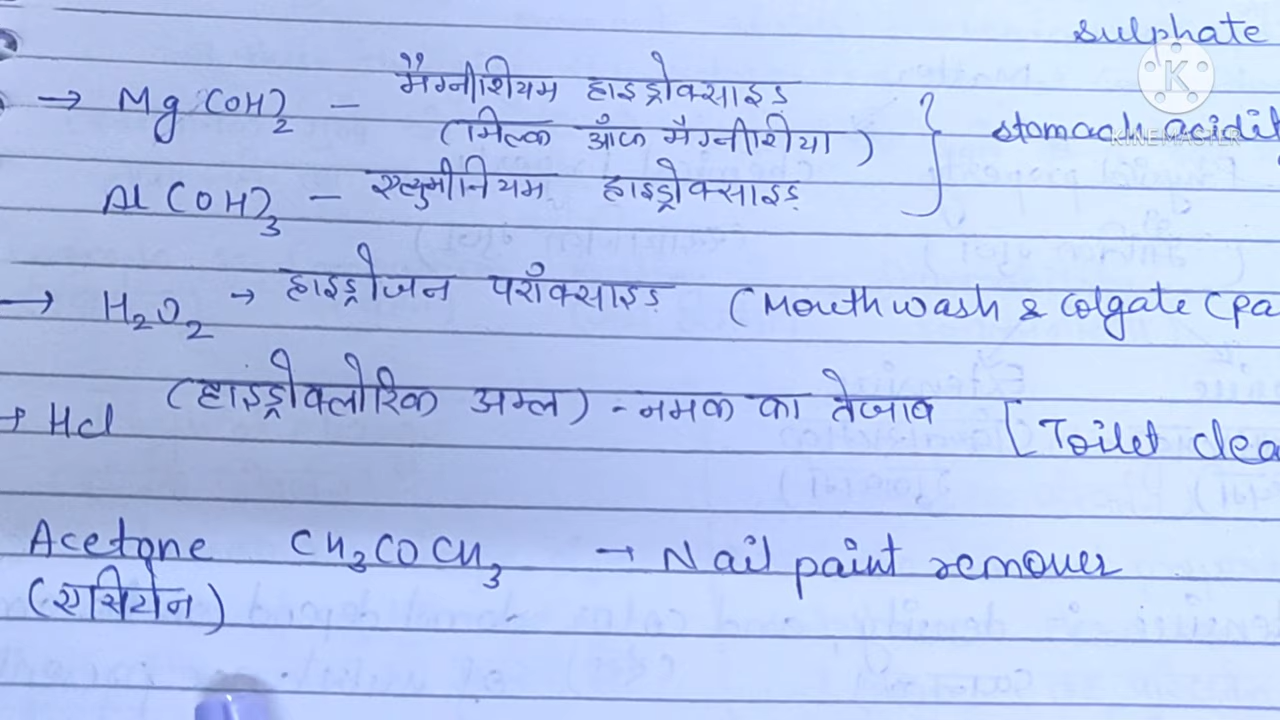 sulphate
→ Mg(OH)2 – मैग्नीशियम हाइड्रोक्साइड
(मिल्क ऑफ मैग्नीशिया) } stomach acidit
Al(OH)3 – एल्युमीनियम हाइड्रोक्साइड
→ H2O2 → हाइड्रोजन परॉक्साइड (Mouthwash & Colgate (pa
(हाइड्रोक्लोरिक अम्ल) - नमक का तेजाब
→ Hcl [Toilet clea
Acetone CH3COCH3 → Nail paint remover
(एसिटोन)
K
KINEMASTER